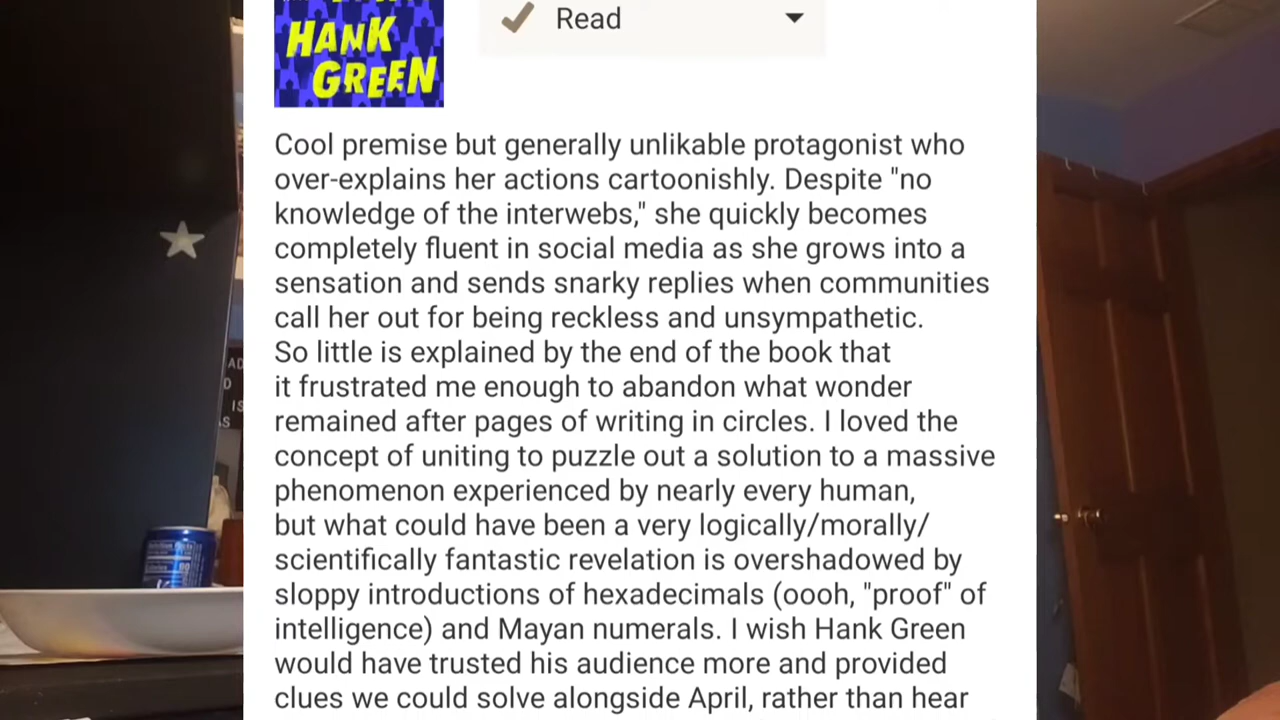 HANK
GREEN
Read
Cool premise but generally unlikable protagonist who
over-explains her actions cartoonishly. Despite "no
knowledge of the interwebs," she quickly becomes
completely fluent in social media as she grows into a
sensation and sends snarky replies when communities
call her out for being reckless and unsympathetic.
So little is explained by the end of the book that
it frustrated me enough to abandon what wonder
remained after pages of writing in circles. I loved the
concept of uniting to puzzle out a solution to a massive
phenomenon experienced by nearly every human,
but what could have been a very logically/morally/
scientifically fantastic revelation is overshadowed by
sloppy introductions of hexadecimals (oooh, "proof" of
intelligence) and Mayan numerals. I wish Hank Green
would have trusted his audience more and provided
clues we could solve alongside April, rather than hear